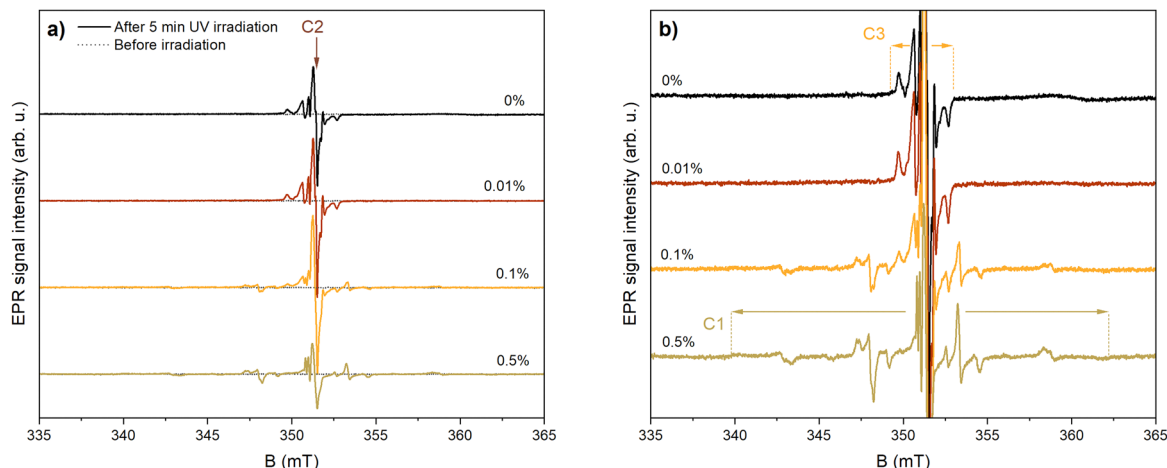 a)
After 5 min UV irradiation
Before irradiation
C2
0%
0.01%
0.1%
0.5%
EPR signal intensity (arb. u.)
335 340 345 350 355 360 365
B (mT)
b)
C3
0%
0.01%
0.1%
C1
0.5%
EPR signal intensity (arb. u.)
335 340 345 350 355 360 365
B (mT)